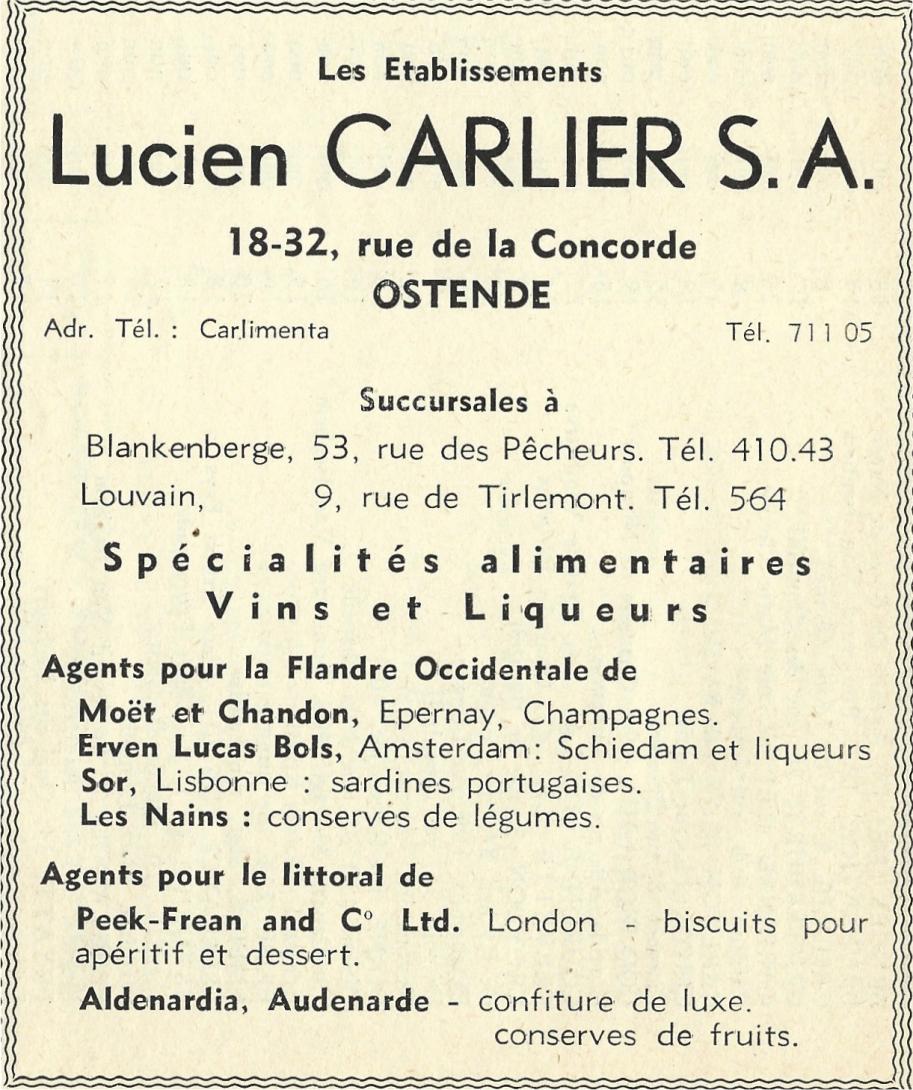 Les Etablissements
Lucien CARLIER S. A.
18-32, rue de la Concorde
OSTENDE
Adr. Tél. : Carlimenta Tél. 711 05
Succursales à
Blankenberge, 53, rue des Pêcheurs. Tél. 410.43
Louvain, 9, rue de Tirlemont. Tél. 564
Spécialités alimentaires
Vins et Liqueurs
Agents pour la Flandre Occidentale de
Moët et Chandon, Epernay, Champagnes.
Erven Lucas Bols, Amsterdam : Schiedam et liqueurs
Sor, Lisbonne : sardines portugaises.
Les Nains : conserves de légumes.
Agents pour le littoral de
Peek-Frean and Cº Ltd. London - biscuits pour
apéritif et dessert.
Aldenardia, Audenarde - confiture de luxe.
conserves de fruits.